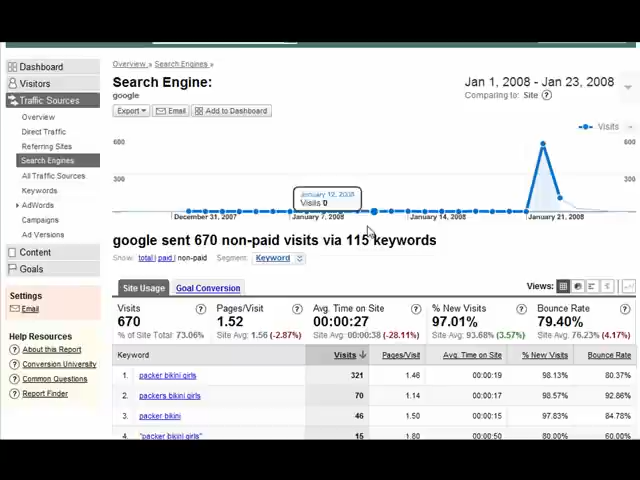 Dashboard
Visitors
Traffic Sources
Overview
Direct Traffic
Referring Sites
Search Engines
All Traffic Sources
Keywords
AdWords
Campaigns
Ad Versions
Content
Goals
Settings
Email
Help Resources
About this Report
Conversion University
Common Questions
Report Finder
Overview » Search Engines »
Search Engine:
google
Jan 1, 2008 - Jan 23, 2008
Comparing to: Site
Export Email Add to Dashboard
Visits
600 600
300 300
January 12, 2008
Visits 0
December 31, 2007 January 7, 2008 January 14, 2008 January 21, 2008
google sent 670 non-paid visits via 115 keywords
Show: total | paid | non-paid Segment: Keyword
Site Usage Goal Conversion Views:
Visits Pages/Visit Avg. Time on Site % New Visits Bounce Rate
670 1.52 00:00:27 97.01% 79.40%
% of Site Total: 73.06% Site Avg: 1.56 (-2.87%) Site Avg: 00:00:38 (-28.11%) Site Avg: 93.68% (3.57%) Site Avg: 76.23% (4.17%)
Keyword Visits Pages/Visit Avg. Time on Site % New Visits Bounce Rate
1. packer bikini girls 321 1.46 00:00:19 98.13% 80.37%
2. packers bikini girls 70 1.14 00:00:17 98.57% 92.86%
3. packer bikini 46 1.50 00:00:15 97.83% 84.78%
4. "packer bikini girls" 15 1.80 00:00:50 80.00% 60.00%